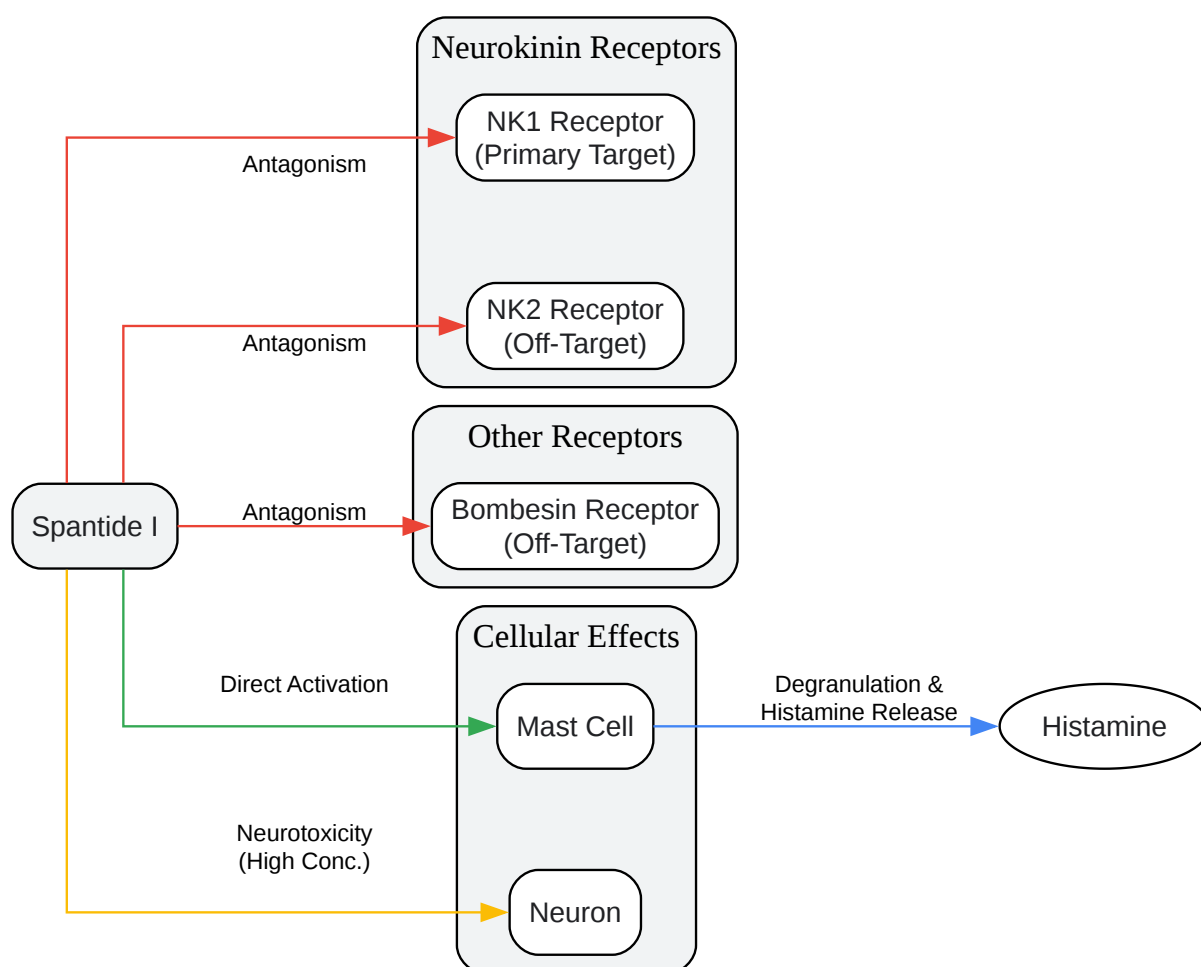 Neurokinin Receptors
NK1 Receptor
(Primary Target)
Antagonism
NK2 Receptor
(Off-Target)
Antagonism
Other Receptors
Bombesin Receptor
(Off-Target)
Antagonism
Spantide I
Cellular Effects
Direct Activation
Mast Cell
Degranulation &
Histamine Release
Histamine
Neurotoxicity
(High Conc.)
Neuron